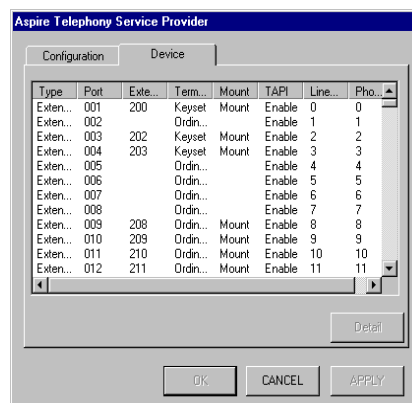 Aspire Telephony Service Provider
Configuration Device
Type Port Exte... Term... Mount TAPI Line... Pho...
Exten... 001 200 Keyset Mount Enable 0 0
Exten... 002 Ordin... Enable 1 1
Exten... 003 202 Keyset Mount Enable 2 2
Exten... 004 203 Keyset Mount Enable 3 3
Exten... 005 Ordin... Enable 4 4
Exten... 006 Ordin... Enable 5 5
Exten... 007 Ordin... Enable 6 6
Exten... 008 Ordin... Enable 7 7
Exten... 009 208 Ordin... Mount Enable 8 8
Exten... 010 209 Ordin... Mount Enable 9 9
Exten... 011 210 Ordin... Mount Enable 10 10
Exten... 012 211 Ordin... Mount Enable 11 11
Detail
OK CANCEL APPLY